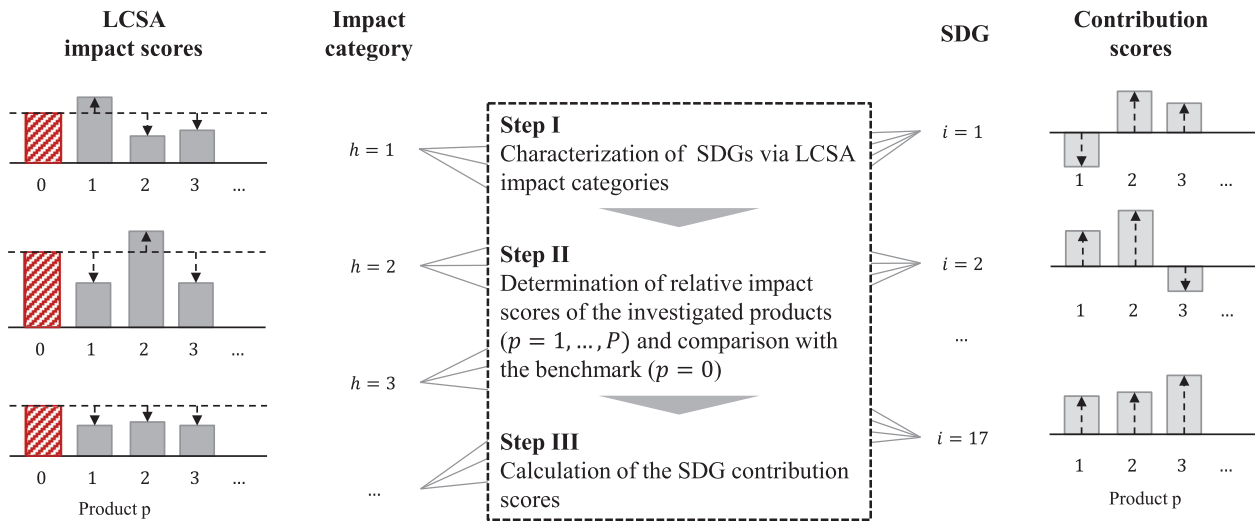 LCSA
impact scores
Impact
category
SDG
Contribution
scores
0 1 2 3 ...
h = 1
Step I
Characterization of SDGs via LCSA
impact categories
i = 1
1 2 3 ...
0 1 2 3 ...
h = 2
Step II
Determination of relative impact
scores of the investigated products
(p = 1, ... , P) and comparison with
the benchmark (p = 0)
i = 2
1 2 3 ...
...
0 1 2 3 ...
Product p
h = 3
...
Step III
Calculation of the SDG contribution
scores
i = 17
1 2 3 ...
Product p